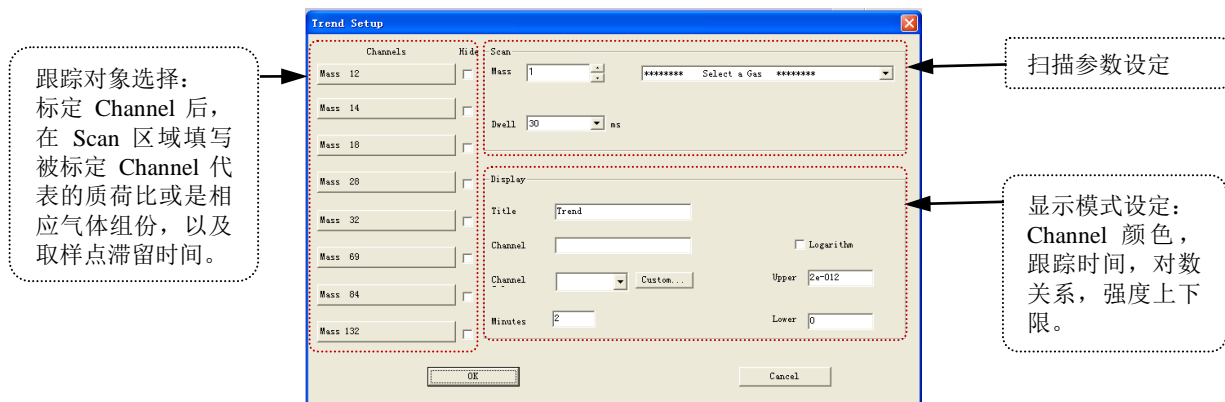 Trend Setup
跟踪对象选择:
标定 Channel 后,
在 Scan 区域填写
被标定 Channel 代
表的质荷比或是相
应气体组份，以及
取样点滞留时间。
Channels
Hide
Mass 12
Mass 14
Mass 18
Mass 28
Mass 32
Mass 69
Mass 84
Mass 132
Scan
Mass 1
******** Select a Gas ********
Dwell 30 ms
Display
Title Trend
Channel
Logarithm
Channel
Custom...
Upper 2e-012
Minutes 2
Lower 0
OK
Cancel
扫描参数设定
显示模式设定:
Channel 颜色，
跟踪时间，对数
关系，强度上下
限。